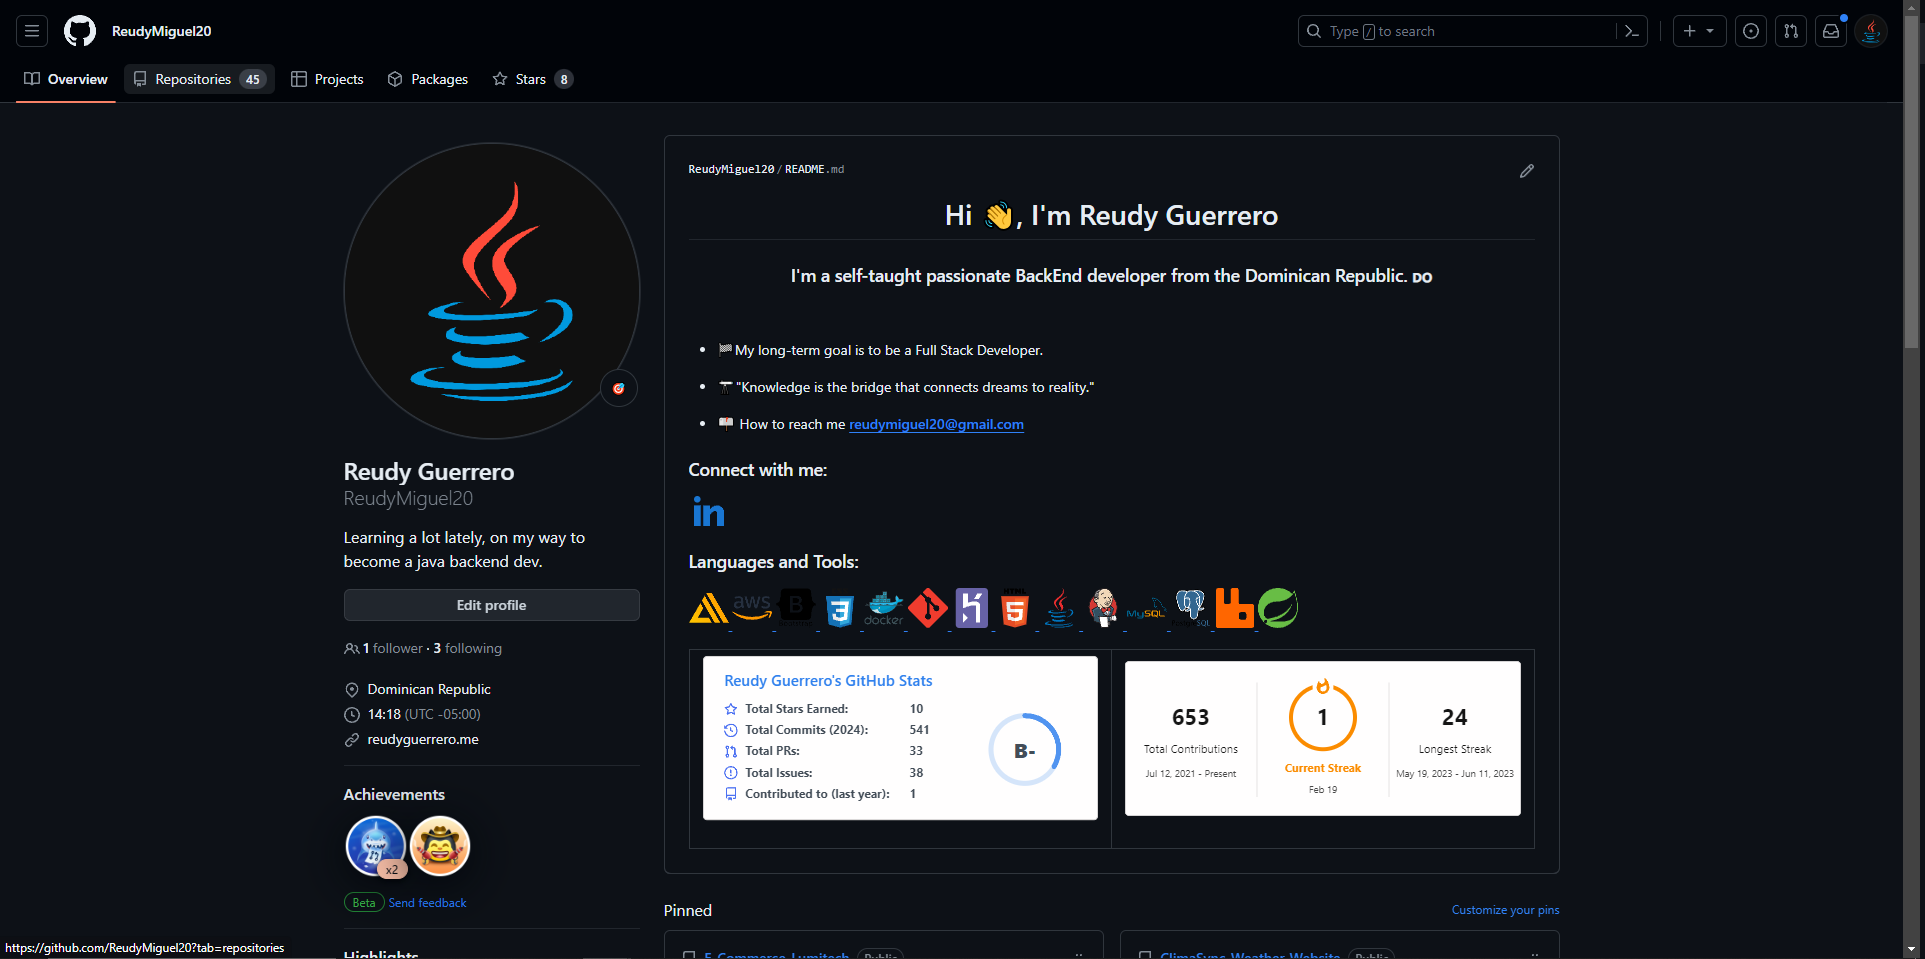 ReudyMiguel20
Type / to search
Overview
Repositories 45
Projects
Packages
Stars 8
ReudyMiguel20/README.md
Hi 👋, I'm Reudy Guerrero
I'm a self-taught passionate BackEnd developer from the Dominican Republic. DO
My long-term goal is to be a Full Stack Developer.
"Knowledge is the bridge that connects dreams to reality."
How to reach me reudymiguel20@gmail.com
Connect with me:
in
Languages and Tools:
aws
B
docker
HTML
5
MySQL
Reudy Guerrero's GitHub Stats
Total Stars Earned: 10
Total Commits (2024): 541
Total PRs: 33
Total Issues: 38
Contributed to (last year): 1
B-
653
Total Contributions
Jul 12, 2021 - Present
1
Current Streak
Feb 19
24
Longest Streak
May 19, 2023 - Jun 11, 2023
Reudy Guerrero
ReudyMiguel20
Learning a lot lately, on my way to
become a java backend dev.
Edit profile
1 follower · 3 following
Dominican Republic
14:18 (UTC -05:00)
reudyguerrero.me
Achievements
x2
Beta Send feedback
Highlights
Pinned
Customize your pins
E-Commerce-Lumitech Public
ClimaSync-Weather-Website Public
https://github.com/ReudyMiguel20?tab=repositories